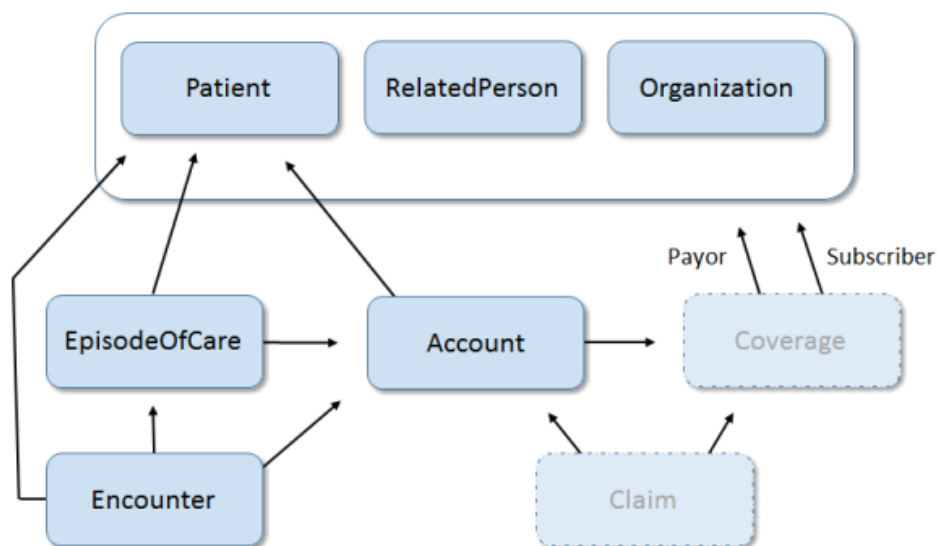 Patient
RelatedPerson
Organization
Payor
Subscriber
EpisodeOfCare
Account
Coverage
Encounter
Claim